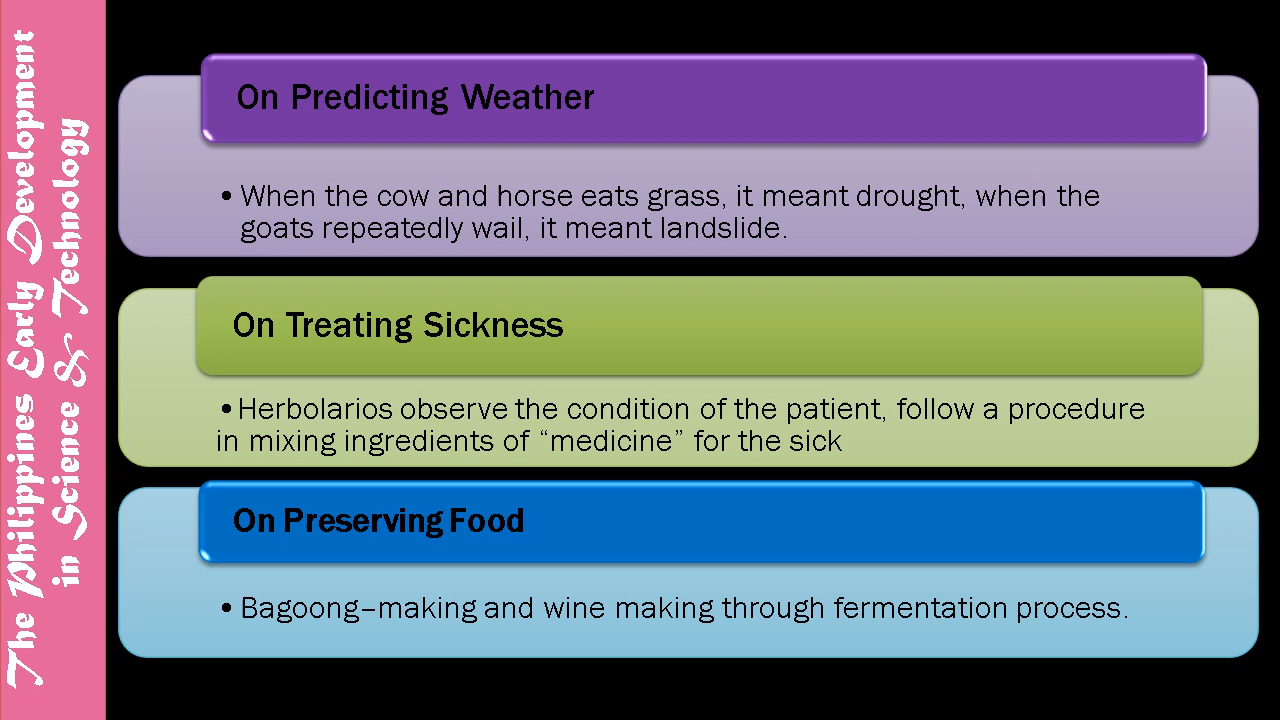 The Philippines Early Development
in Science & Technology
On Predicting Weather
•When the cow and horse eats grass, it meant drought, when the
goats repeatedly wail, it meant landslide.
On Treating Sickness
•Herbolarios observe the condition of the patient, follow a procedure
in mixing ingredients of “medicine” for the sick
On Preserving Food
•Bagoong–making and wine making through fermentation process.